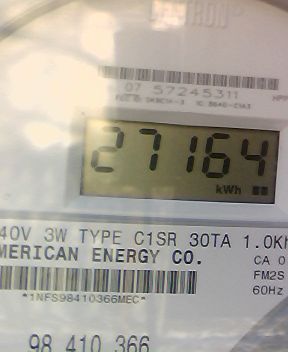 07 57245311
27164
kWh
40V 3W TYPE C1SR 30TA 1.0Kh
MERICAN ENERGY CO.
CA 0
FM2S
60Hz
*1NFS98410366MEC*
98 410 366